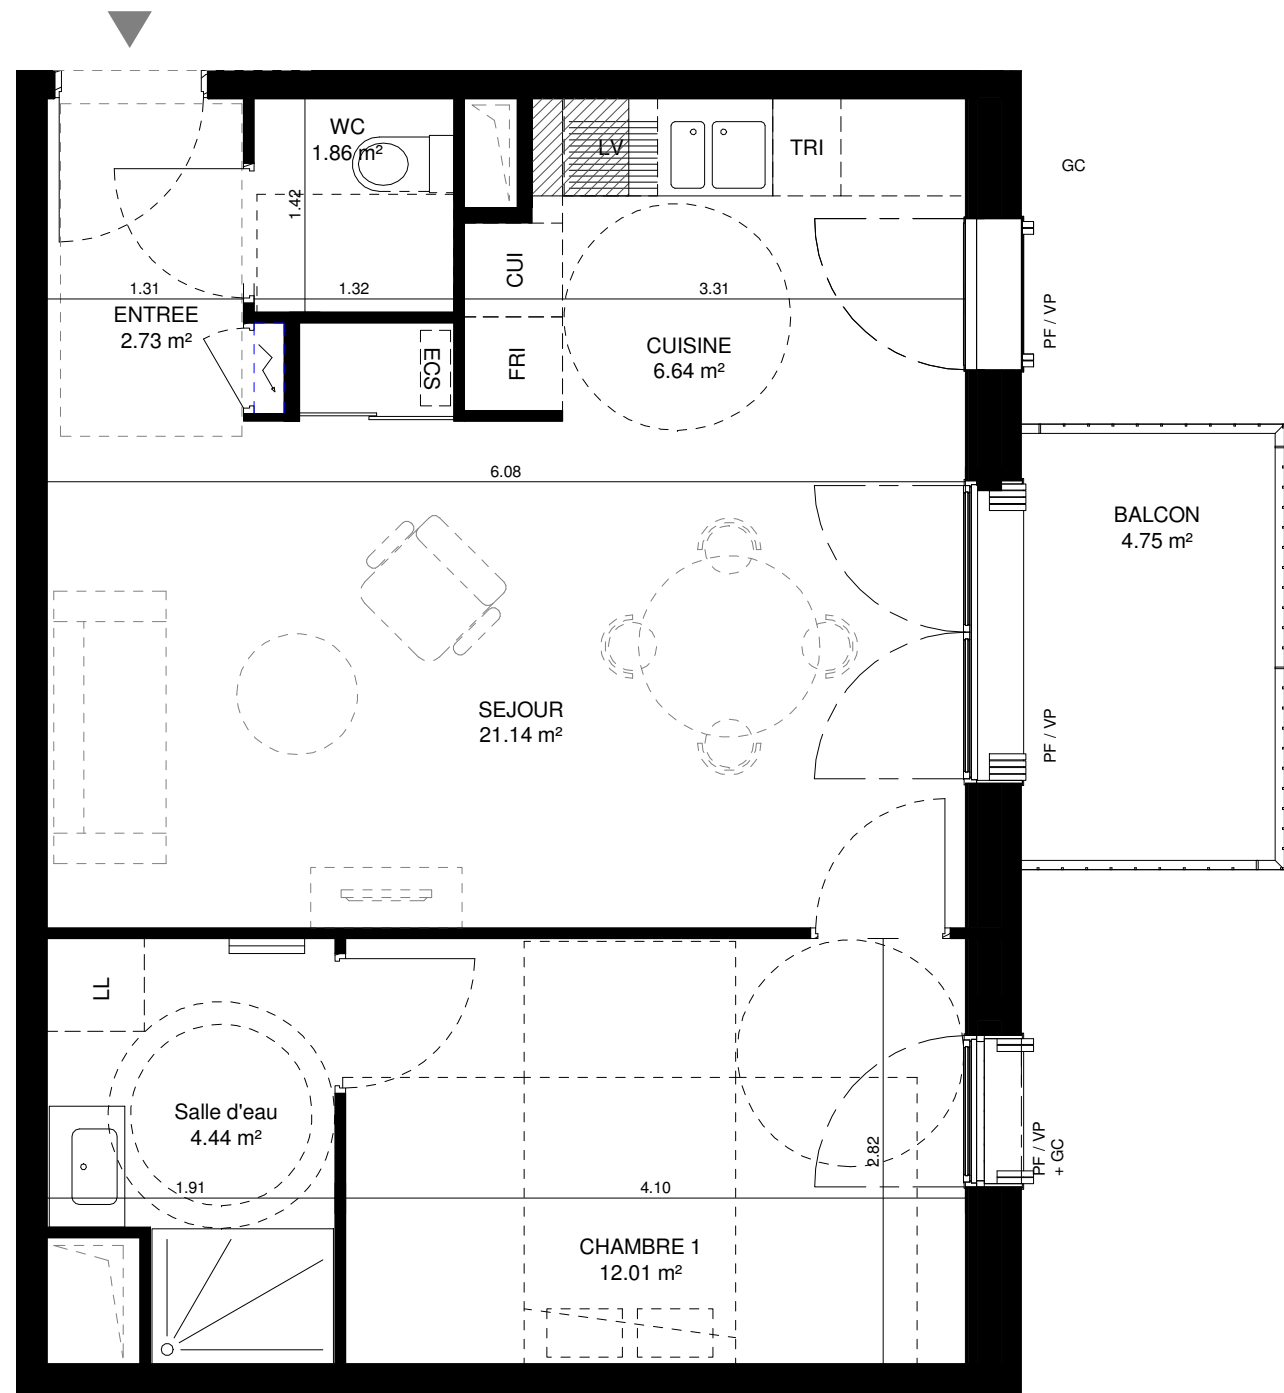 WC
1.86 m²
1.42
LV
TRI
GC
CUI
1.31
1.32
3.31
ENTREE
2.73 m²
PF / VP
FRI
ECS
CUISINE
6.64 m²
6.08
BALCON
4.75 m²
SEJOUR
21.14 m²
PF / VP
LL
Salle d'eau
4.44 m²
2.82
PF / VP
+ GC
1.91
4.10
CHAMBRE 1
12.01 m²